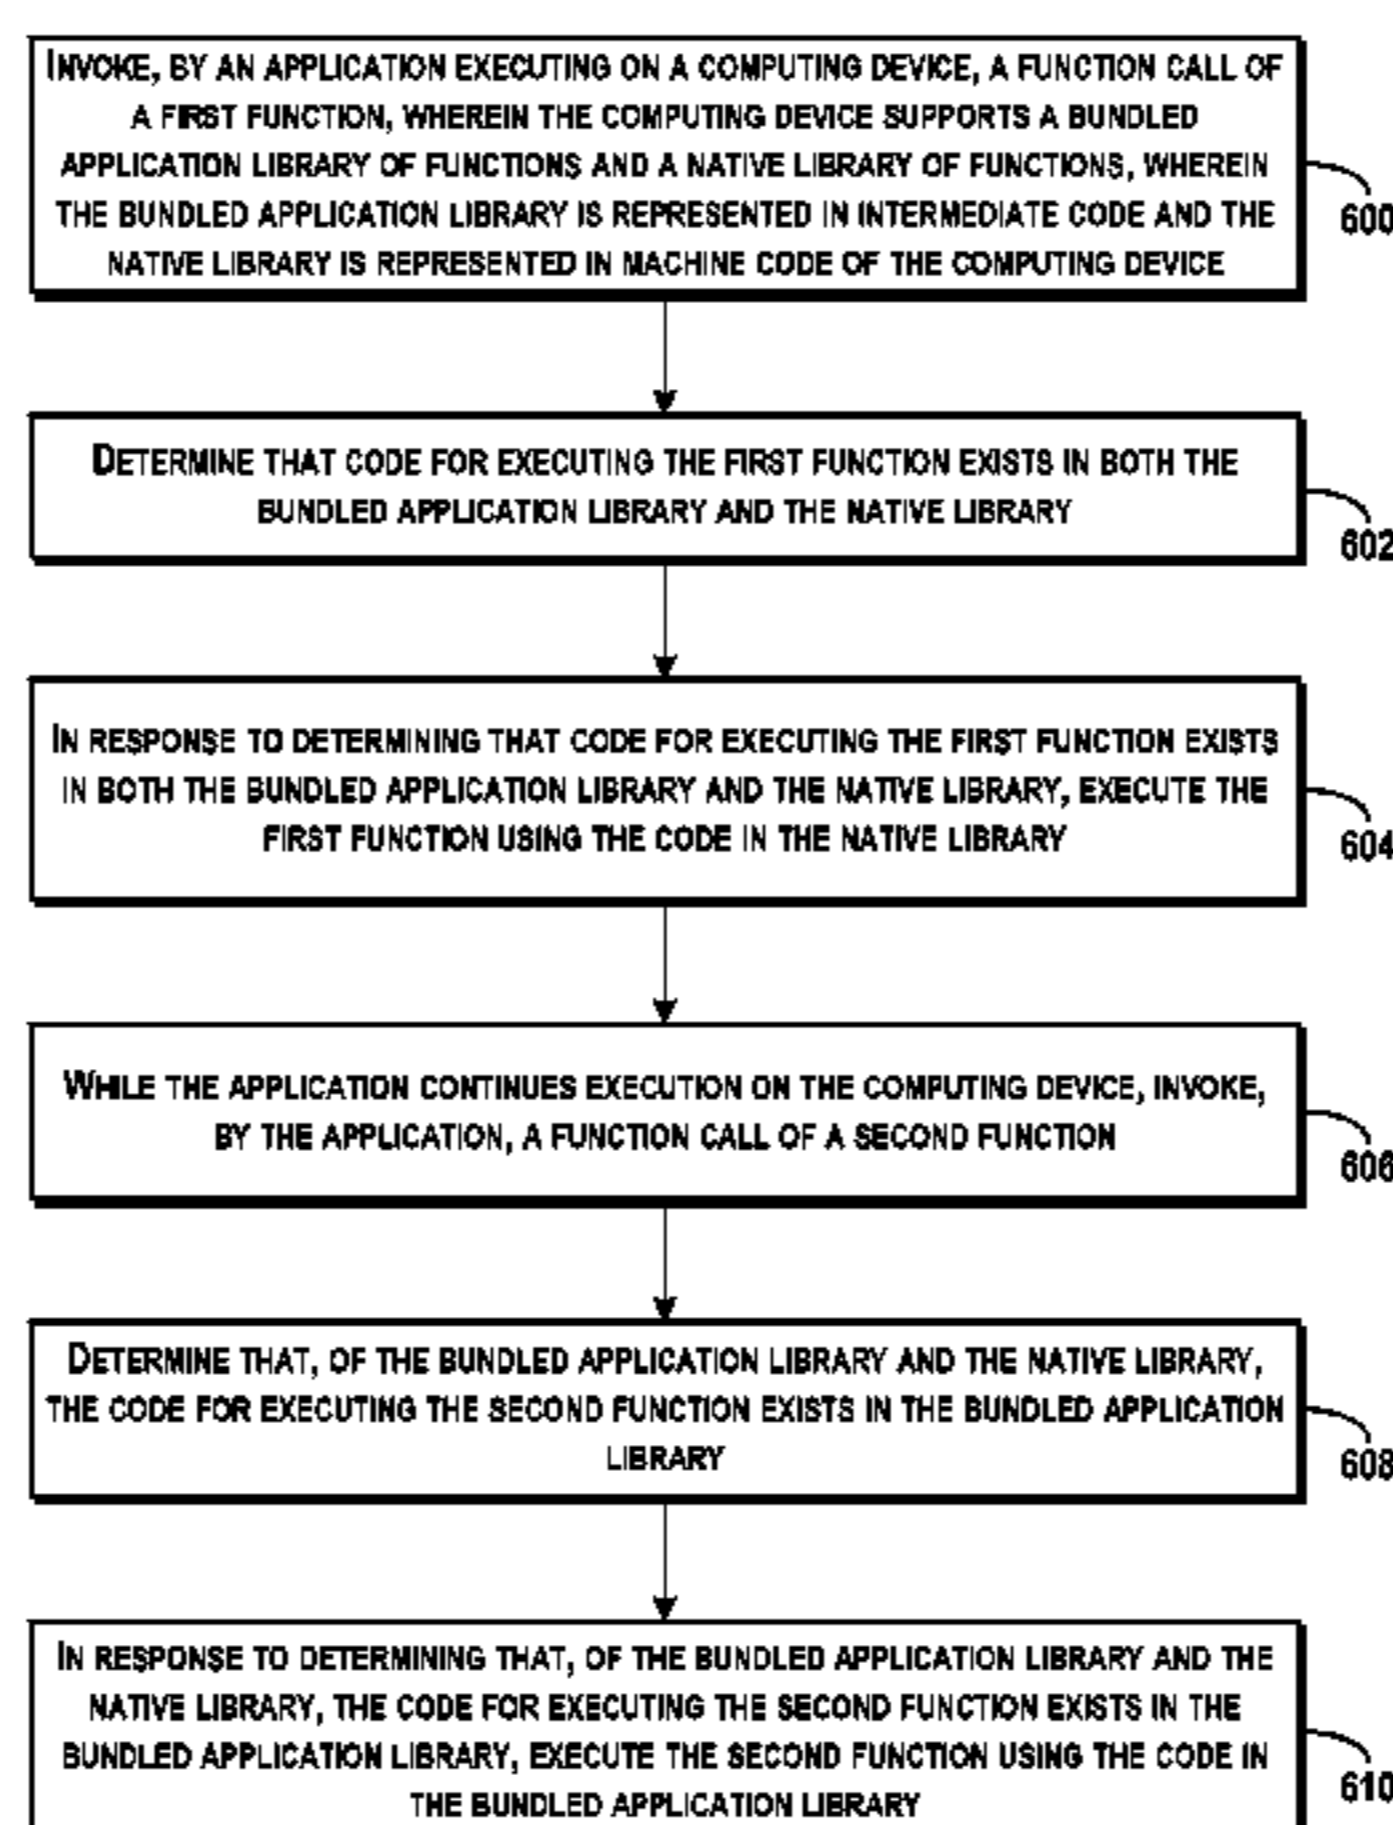 INVOKE, BY AN APPLICATION EXECUTING ON A COMPUTING DEVICE, A FUNCTION CALL OF
A FIRST FUNCTION, WHEREIN THE COMPUTING DEVICE SUPPORTS A BUNDLED
APPLICATION LIBRARY OF FUNCTIONS AND A NATIVE LIBRARY OF FUNCTIONS, WHEREIN
THE BUNDLED APPLICATION LIBRARY IS REPRESENTED IN INTERMEDIATE CODE AND THE
NATIVE LIBRARY IS REPRESENTED IN MACHINE CODE OF THE COMPUTING DEVICE
600
DETERMINE THAT CODE FOR EXECUTING THE FIRST FUNCTION EXISTS IN BOTH THE
BUNDLED APPLICATION LIBRARY AND THE NATIVE LIBRARY
602
IN RESPONSE TO DETERMINING THAT CODE FOR EXECUTING THE FIRST FUNCTION EXISTS
IN BOTH THE BUNDLED APPLICATION LIBRARY AND THE NATIVE LIBRARY, EXECUTE THE
FIRST FUNCTION USING THE CODE IN THE NATIVE LIBRARY
604
WHILE THE APPLICATION CONTINUES EXECUTION ON THE COMPUTING DEVICE, INVOKE,
BY THE APPLICATION, A FUNCTION CALL OF A SECOND FUNCTION
606
DETERMINE THAT, OF THE BUNDLED APPLICATION LIBRARY AND THE NATIVE LIBRARY,
THE CODE FOR EXECUTING THE SECOND FUNCTION EXISTS IN THE BUNDLED APPLICATION
LIBRARY
608
IN RESPONSE TO DETERMINING THAT, OF THE BUNDLED APPLICATION LIBRARY AND THE
NATIVE LIBRARY, THE CODE FOR EXECUTING THE SECOND FUNCTION EXISTS IN THE
BUNDLED APPLICATION LIBRARY, EXECUTE THE SECOND FUNCTION USING THE CODE IN
THE BUNDLED APPLICATION LIBRARY
610